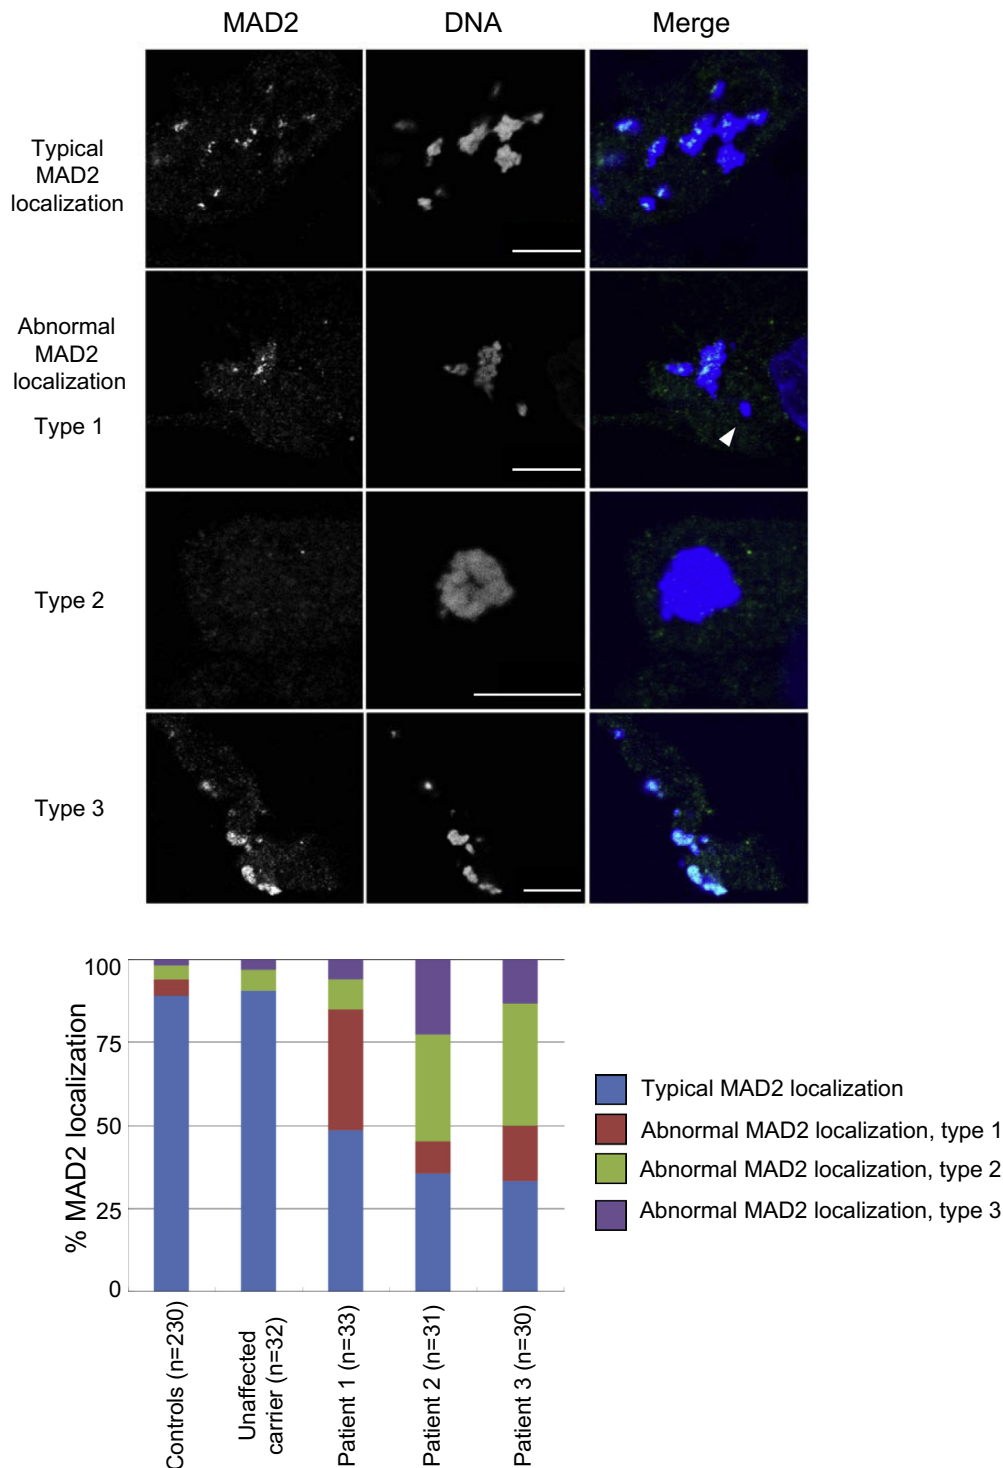 MAD2 DNA Merge
Typical
MAD2
localization
Abnormal
MAD2
localization
Type 1
Type 2
Type 3
% MAD2 localization
100
75
50
25
0
Controls (n=230)
Unaffected
carrier (n=32)
Patient 1 (n=33)
Patient 2 (n=31)
Patient 3 (n=30)
Typical MAD2 localization
Abnormal MAD2 localization, type 1
Abnormal MAD2 localization, type 2
Abnormal MAD2 localization, type 3